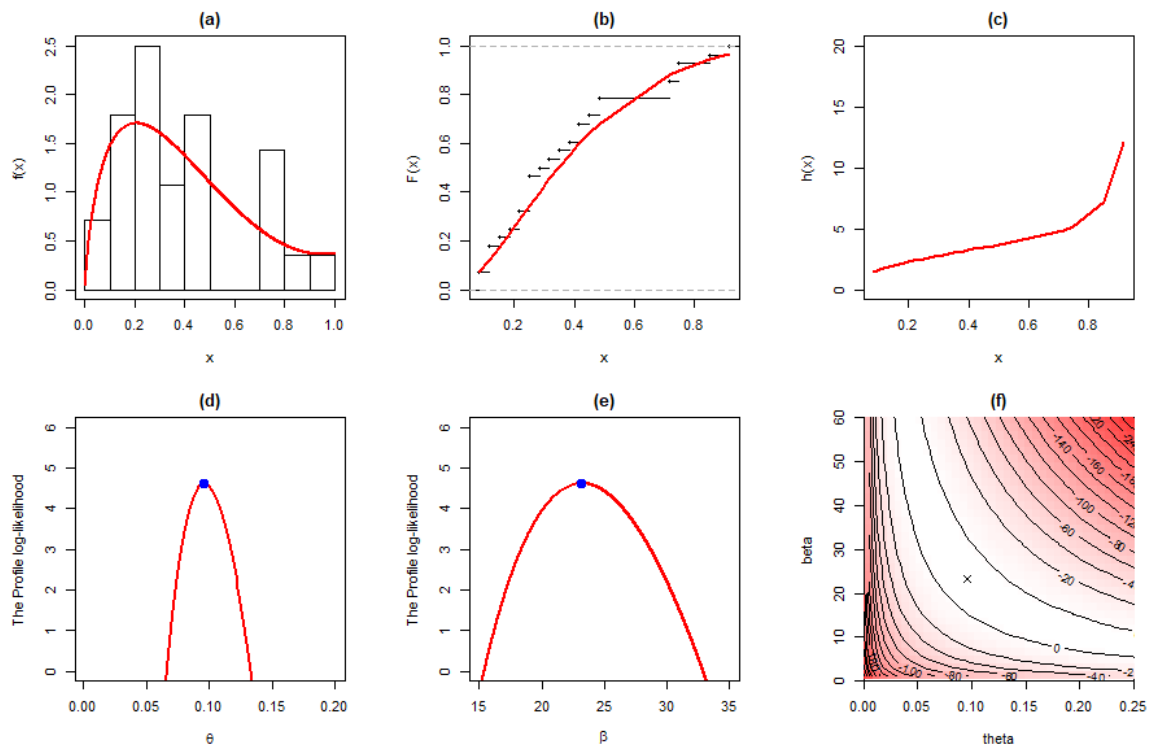 (a)
f(x)
2.5
2.0
1.5
1.0
0.5
0.0
0.0 0.2 0.4 0.6 0.8 1.0
x
(b)
F(x)
1.0
0.8
0.6
0.4
0.2
0.0
0.2 0.4 0.6 0.8
x
(c)
h(x)
20
15
10
5
0
0.2 0.4 0.6 0.8
x
(d)
The Profile log-likelihood
6
5
4
3
2
1
0
0.00 0.05 0.10 0.15 0.20
θ
(e)
The Profile log-likelihood
6
5
4
3
2
1
0
15 20 25 30 35
β
(f)
beta
60
50
40
30
20
10
0
-140
-160
-100
-60
-80
-20
0
-100
-80
-60
-40
0.00 0.05 0.10 0.15 0.20 0.25
theta